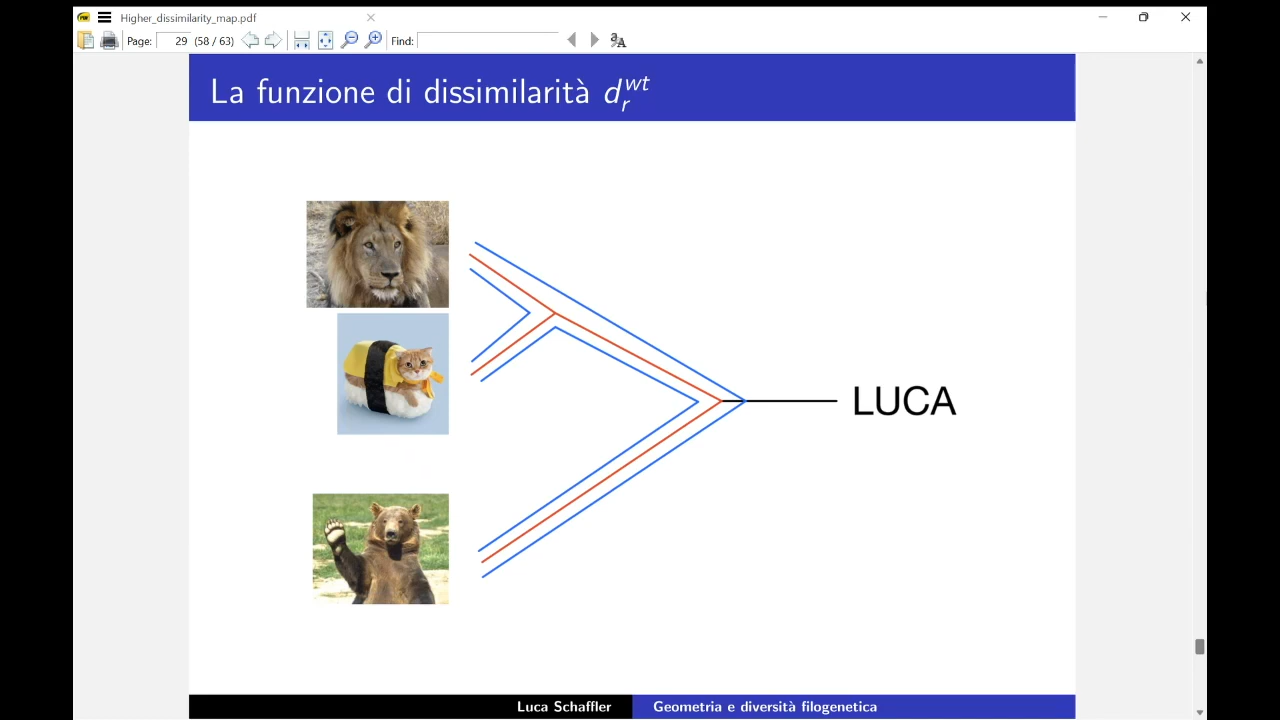 Higher_dissimilarity_map.pdf
Page: 29 (58 / 63) Find:
La funzione di dissimilarità d_r^{wt}
LUCA
Luca Schaffler Geometria e diversità filogenetica